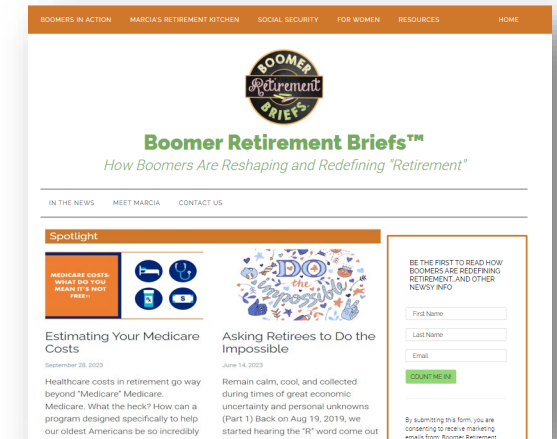 BOOMERS IN ACTION MARCIA'S RETIREMENT KITCHEN SOCIAL SECURITY FOR WOMEN RESOURCES HOME
BOOMER
Retirement
BRIEFS
Boomer Retirement Briefs™
How Boomers Are Reshaping and Redefining "Retirement"
IN THE NEWS MEET MARCIA CONTACT US
Spotlight
MEDICARE COSTS:
WHAT DO YOU
MEAN IT'S NOT
FREE?!
$
DO
the
impossible
Estimating Your Medicare
Costs
September 28, 2023
Healthcare costs in retirement go way
beyond "Medicare" Medicare.
Medicare. What the heck? How can a
program designed specifically to help
our oldest Americans be so incredibly
Asking Retirees to Do the
Impossible
June 14, 2023
Remain calm, cool, and collected
during times of great economic
uncertainty and personal unknowns
(Part 1) Back on Aug 19, 2019, we
started hearing the "R" word come out
BE THE FIRST TO READ HOW
BOOMERS ARE REDEFINING
RETIREMENT...AND OTHER
NEWSY INFO
First Name
Last Name
Email
COUNT ME IN!
By submitting this form, you are
consenting to receive marketing
emails from: Boomer Retirement